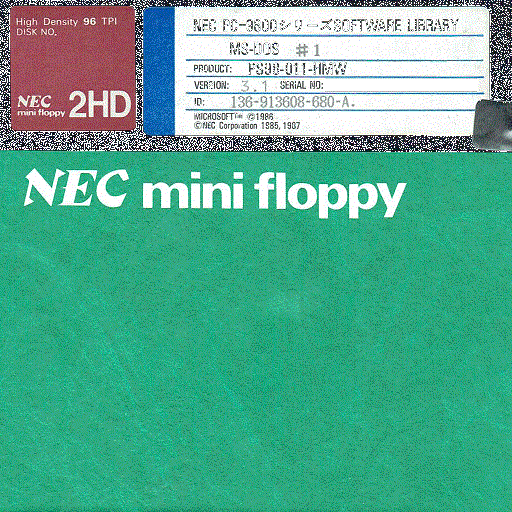 High Density 96 TPI
DISK NO.
NEC
mini floppy 2HD
NEC PC-9800シリーズSOFTWARE LIBRARY
MS-DOS #1
PRODUCT: PS98-011-HMW
VERSION: 3.1 SERIAL NO:
ID: 136-913608-680-A.
MICROSOFT™ ©1986
©NEC Corporation 1985, 1987
NEC mini floppy